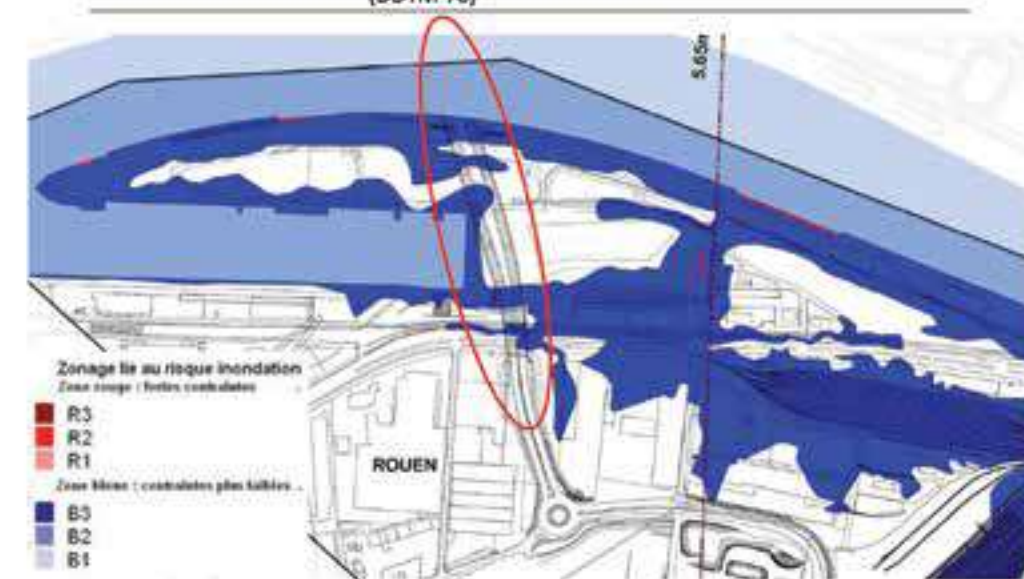 5.65m
Zonage lie au risque inondation
Zone rouge : fortes contraintes
R3
R2
R1
ROUEN
Zone bleue : contraintes plus faibles
B3
B2
B1